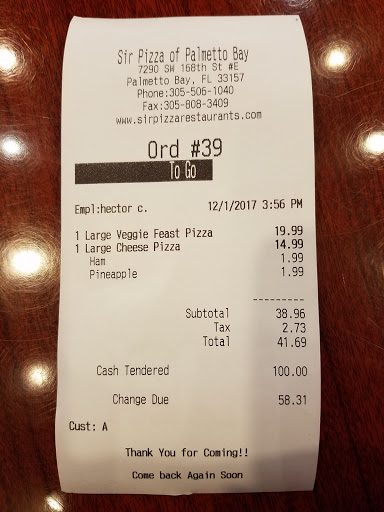 Sir Pizza of Palmetto Bay
7290 SW 168th St #E
Palmetto Bay, FL 33157
Phone:305-506-1040
Fax:305-808-3409
www.sirpizzarestaurants.com
Ord #39
To Go
Empl:hector c. 12/1/2017 3:56 PM
1 Large Veggie Feast Pizza 19.99
1 Large Cheese Pizza 14.99
Ham 1.99
Pineapple 1.99
---------
Subtotal 38.96
Tax 2.73
Total 41.69
Cash Tendered 100.00
Change Due 58.31
Cust: A
Thank You for Coming!!
Come back Again Soon